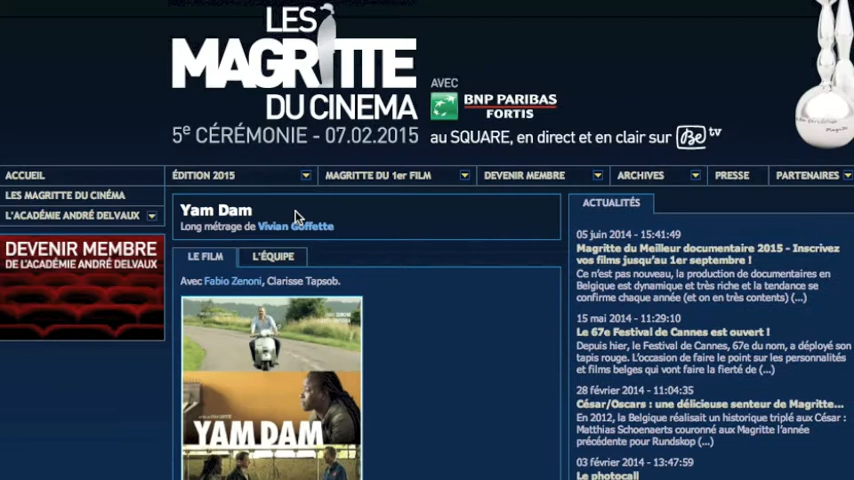 LES
MAGRITTE
DU CINEMA
AVEC
BNP PARIBAS
FORTIS
5e CÉRÉMONIE - 07.02.2015
au SQUARE, en direct et en clair sur Be tv
ACCUEIL
ÉDITION 2015
MAGRITTE DU 1er FILM
DEVENIR MEMBRE
ARCHIVES
PRESSE
PARTENAIRES
LES MAGRITTE DU CINÉMA
L'ACADÉMIE ANDRÉ DELVAUX
DEVENIR MEMBRE
DE L'ACADÉMIE ANDRÉ DELVAUX
Yam Dam
Long métrage de Vivian Goffette
LE FILM
L'ÉQUIPE
Avec Fabio Zenoni, Clarisse Tapsob.
YAM DAM
ACTUALITÉS
05 juin 2014 - 15:41:49
Magritte du Meilleur documentaire 2015 - Inscrivez
vos films jusqu'au 1er septembre !
Ce n'est pas nouveau, la production de documentaires
en Belgique est dynamique et très riche et la tendance se
confirme chaque année (et on en très contents) (...)
15 mai 2014 - 11:29:10
Le 67e Festival de Cannes est ouvert !
Depuis hier, le Festival de Cannes, 67e du nom, a déployé son
tapis rouge. L'occasion de faire le point sur les personnalités
et films belges qui vont faire la fierté de (...)
28 février 2014 - 11:04:35
César/Oscars : une délicieuse senteur de Magritte...
En 2012, la Belgique réalisait un historique triplé aux César :
Matthias Schoenaerts couronné aux Magritte l'année
précédente pour Rundskop (...)
03 février 2014 - 13:47:59
Le photocall